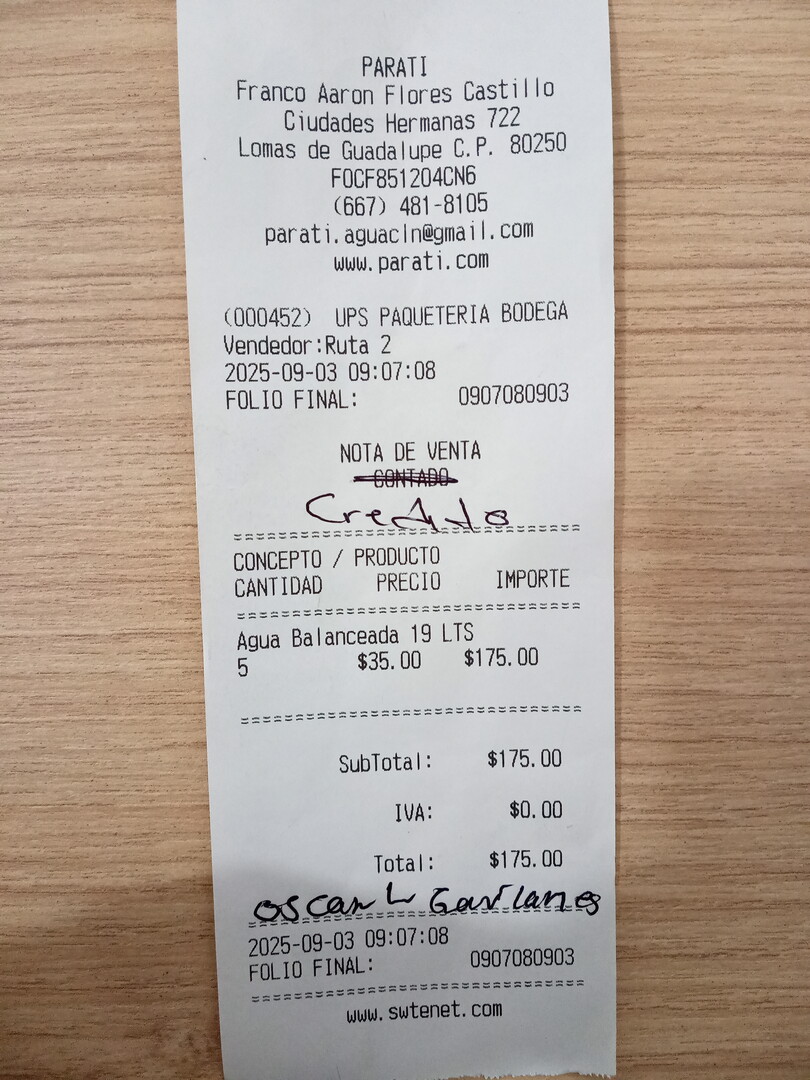 PARATI
Franco Aaron Flores Castillo
Ciudades Hermanas 722
Lomas de Guadalupe C.P. 80250
FOCF851204CN6
(667) 481-8105
parati.aguacln@gmail.com
www.parati.com
(000452) UPS PAQUETERIA BODEGA
Vendedor:Ruta 2
2025-09-03 09:07:08
FOLIO FINAL: 0907080903
NOTA DE VENTA
CONTADO
Credito
CONCEPTO / PRODUCTO
CANTIDAD PRECIO IMPORTE
Agua Balanceada 19 LTS
5 $35.00 $175.00
SubTotal: $175.00
IVA: $0.00
Total: $175.00
oscar L
2025-09-03 09:07:08
FOLIO FINAL: 0907080903
www.swtenet.com